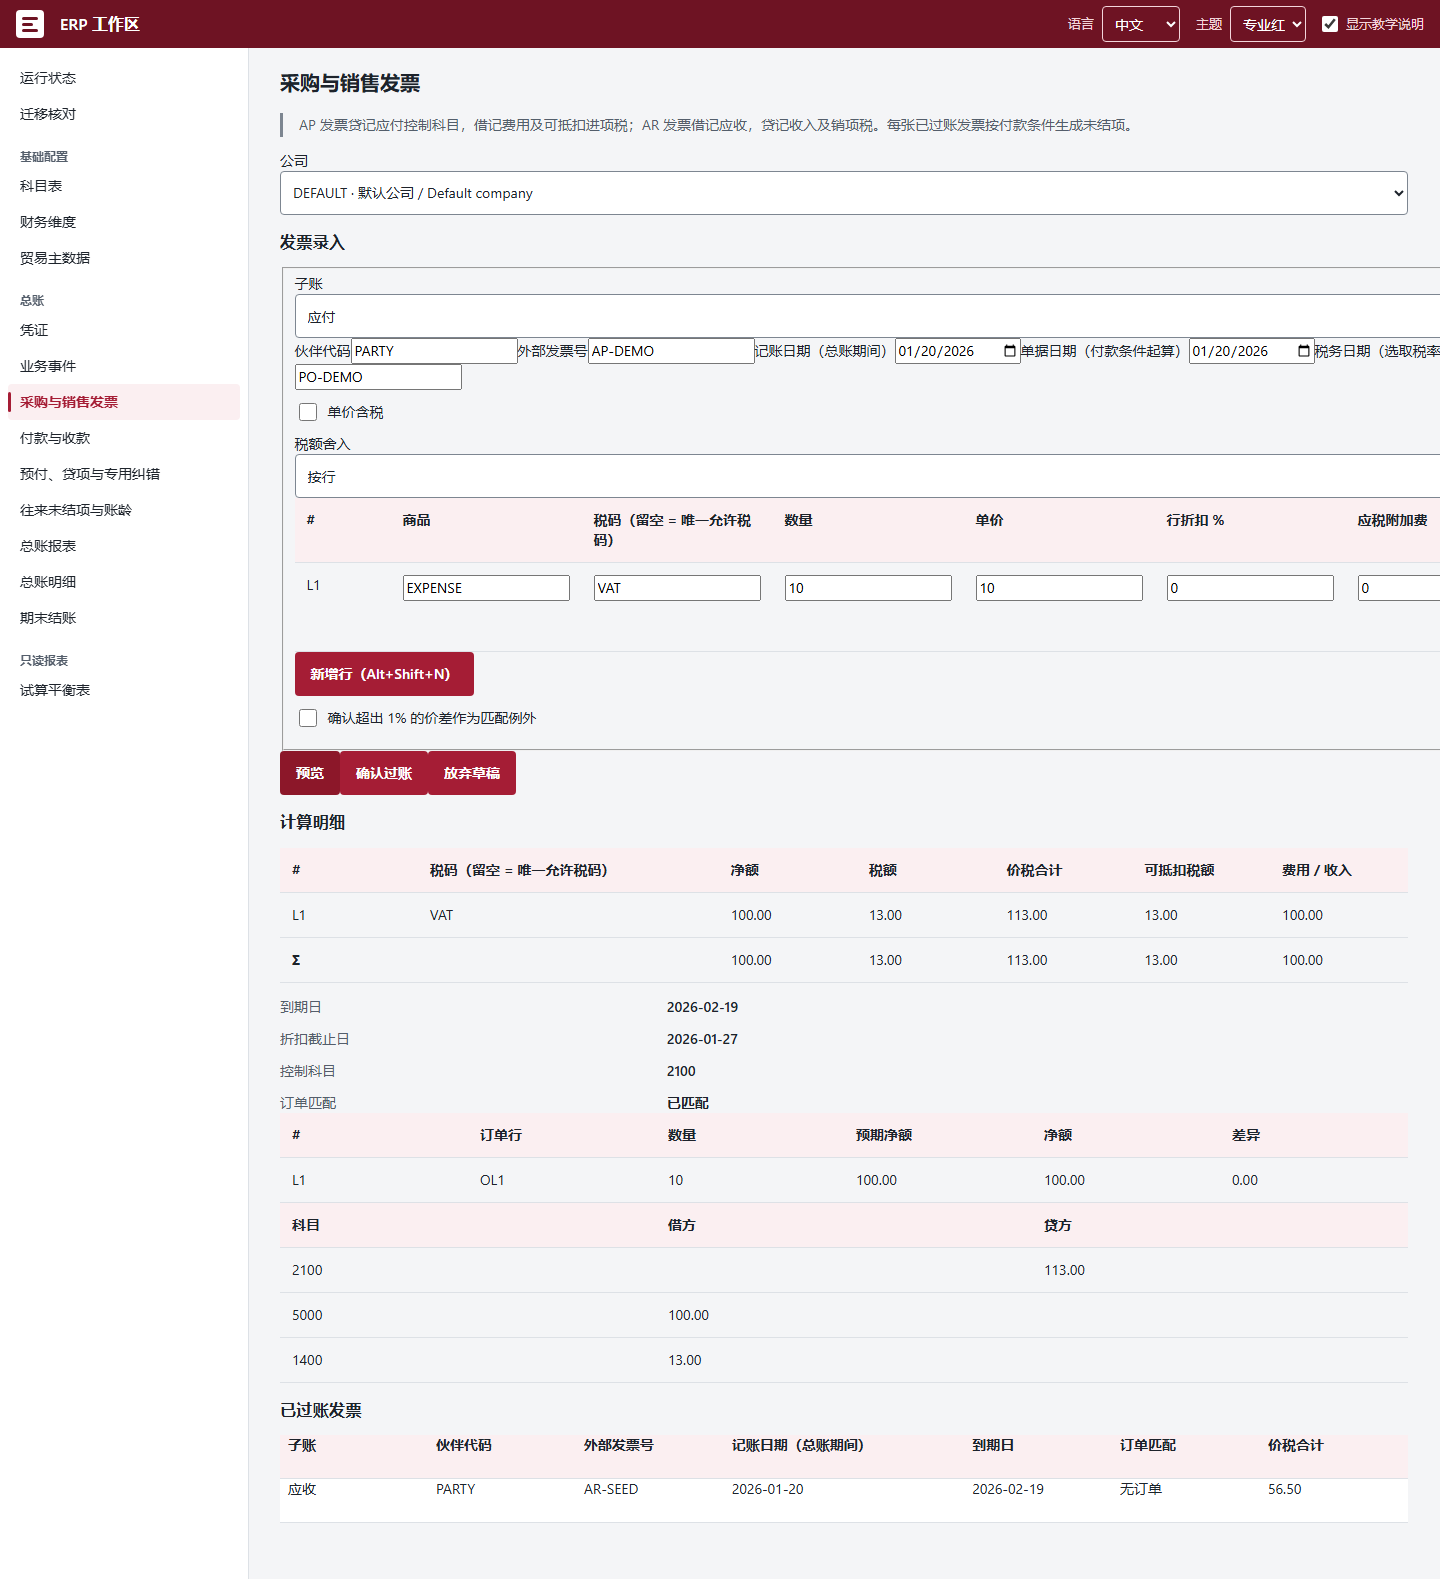 ERP 工作区
语言 中文 主题 专业红 显示教学说明
运行状态
迁移核对
基础配置
科目表
财务维度
贸易主数据
总账
凭证
业务事件
采购与销售发票
付款与收款
预付、贷项与专用纠错
往来未结项与账龄
总账报表
总账明细
期末结账
只读报表
试算平衡表
采购与销售发票
AP 发票贷记应付控制科目，借记费用及可抵扣进项税；AR 发票借记应收，贷记收入及销项税。每张已过账发票按付款条件生成未结项。
公司
DEFAULT · 默认公司 / Default company
发票录入
子账
应付
伙伴代码 PARTY 外部发票号 AP-DEMO 记账日期（总账期间） 01/20/2026 单据日期（付款条件起算） 01/20/2026 税务日期（选取税率
PO-DEMO
单价含税
税额舍入
按行
# 商品 税码（留空 = 唯一允许税码） 数量 单价 行折扣 % 应税附加费
L1 EXPENSE VAT 10 10 0 0
新增行（Alt+Shift+N）
确认超出 1% 的价差作为匹配例外
预览 确认过账 放弃草稿
计算明细
# 税码（留空 = 唯一允许税码） 净额 税额 价税合计 可抵扣税额 费用 / 收入
L1 VAT 100.00 13.00 113.00 13.00 100.00
Σ 100.00 13.00 113.00 13.00 100.00
到期日 2026-02-19
折扣截止日 2026-01-27
控制科目 2100
订单匹配 已匹配
# 订单行 数量 预期净额 净额 差异
L1 OL1 10 100.00 100.00 0.00
科目 借方 贷方
2100 113.00
5000 100.00
1400 13.00
已过账发票
子账 伙伴代码 外部发票号 记账日期（总账期间） 到期日 订单匹配 价税合计
应收 PARTY AR-SEED 2026-01-20 2026-02-19 无订单 56.50